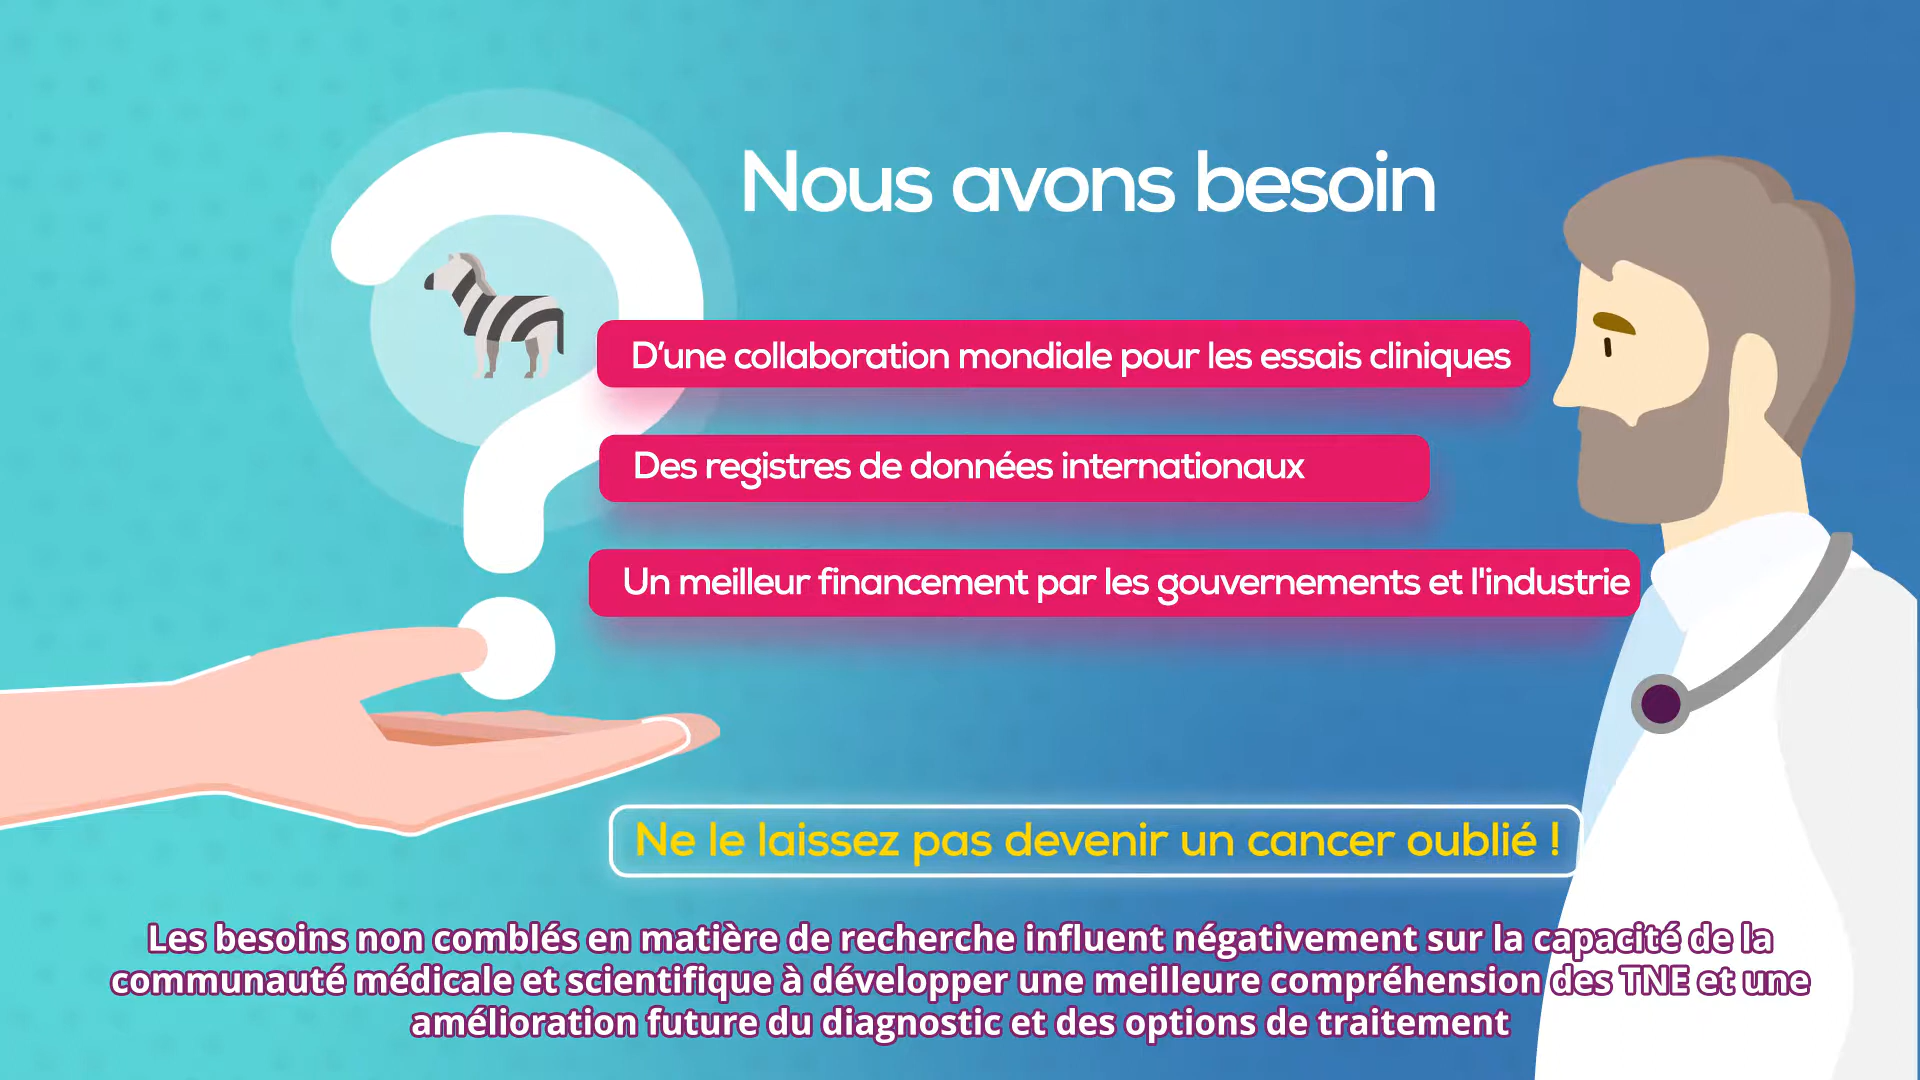 Nous avons besoin
D’une collaboration mondiale pour les essais cliniques
Des registres de données internationaux
Un meilleur financement par les gouvernements et l'industrie
Ne le laissez pas devenir un cancer oublié !
Les besoins non comblés en matière de recherche influent négativement sur la capacité de la
communauté médicale et scientifique à développer une meilleure compréhension des TNE et une
amélioration future du diagnostic et des options de traitement